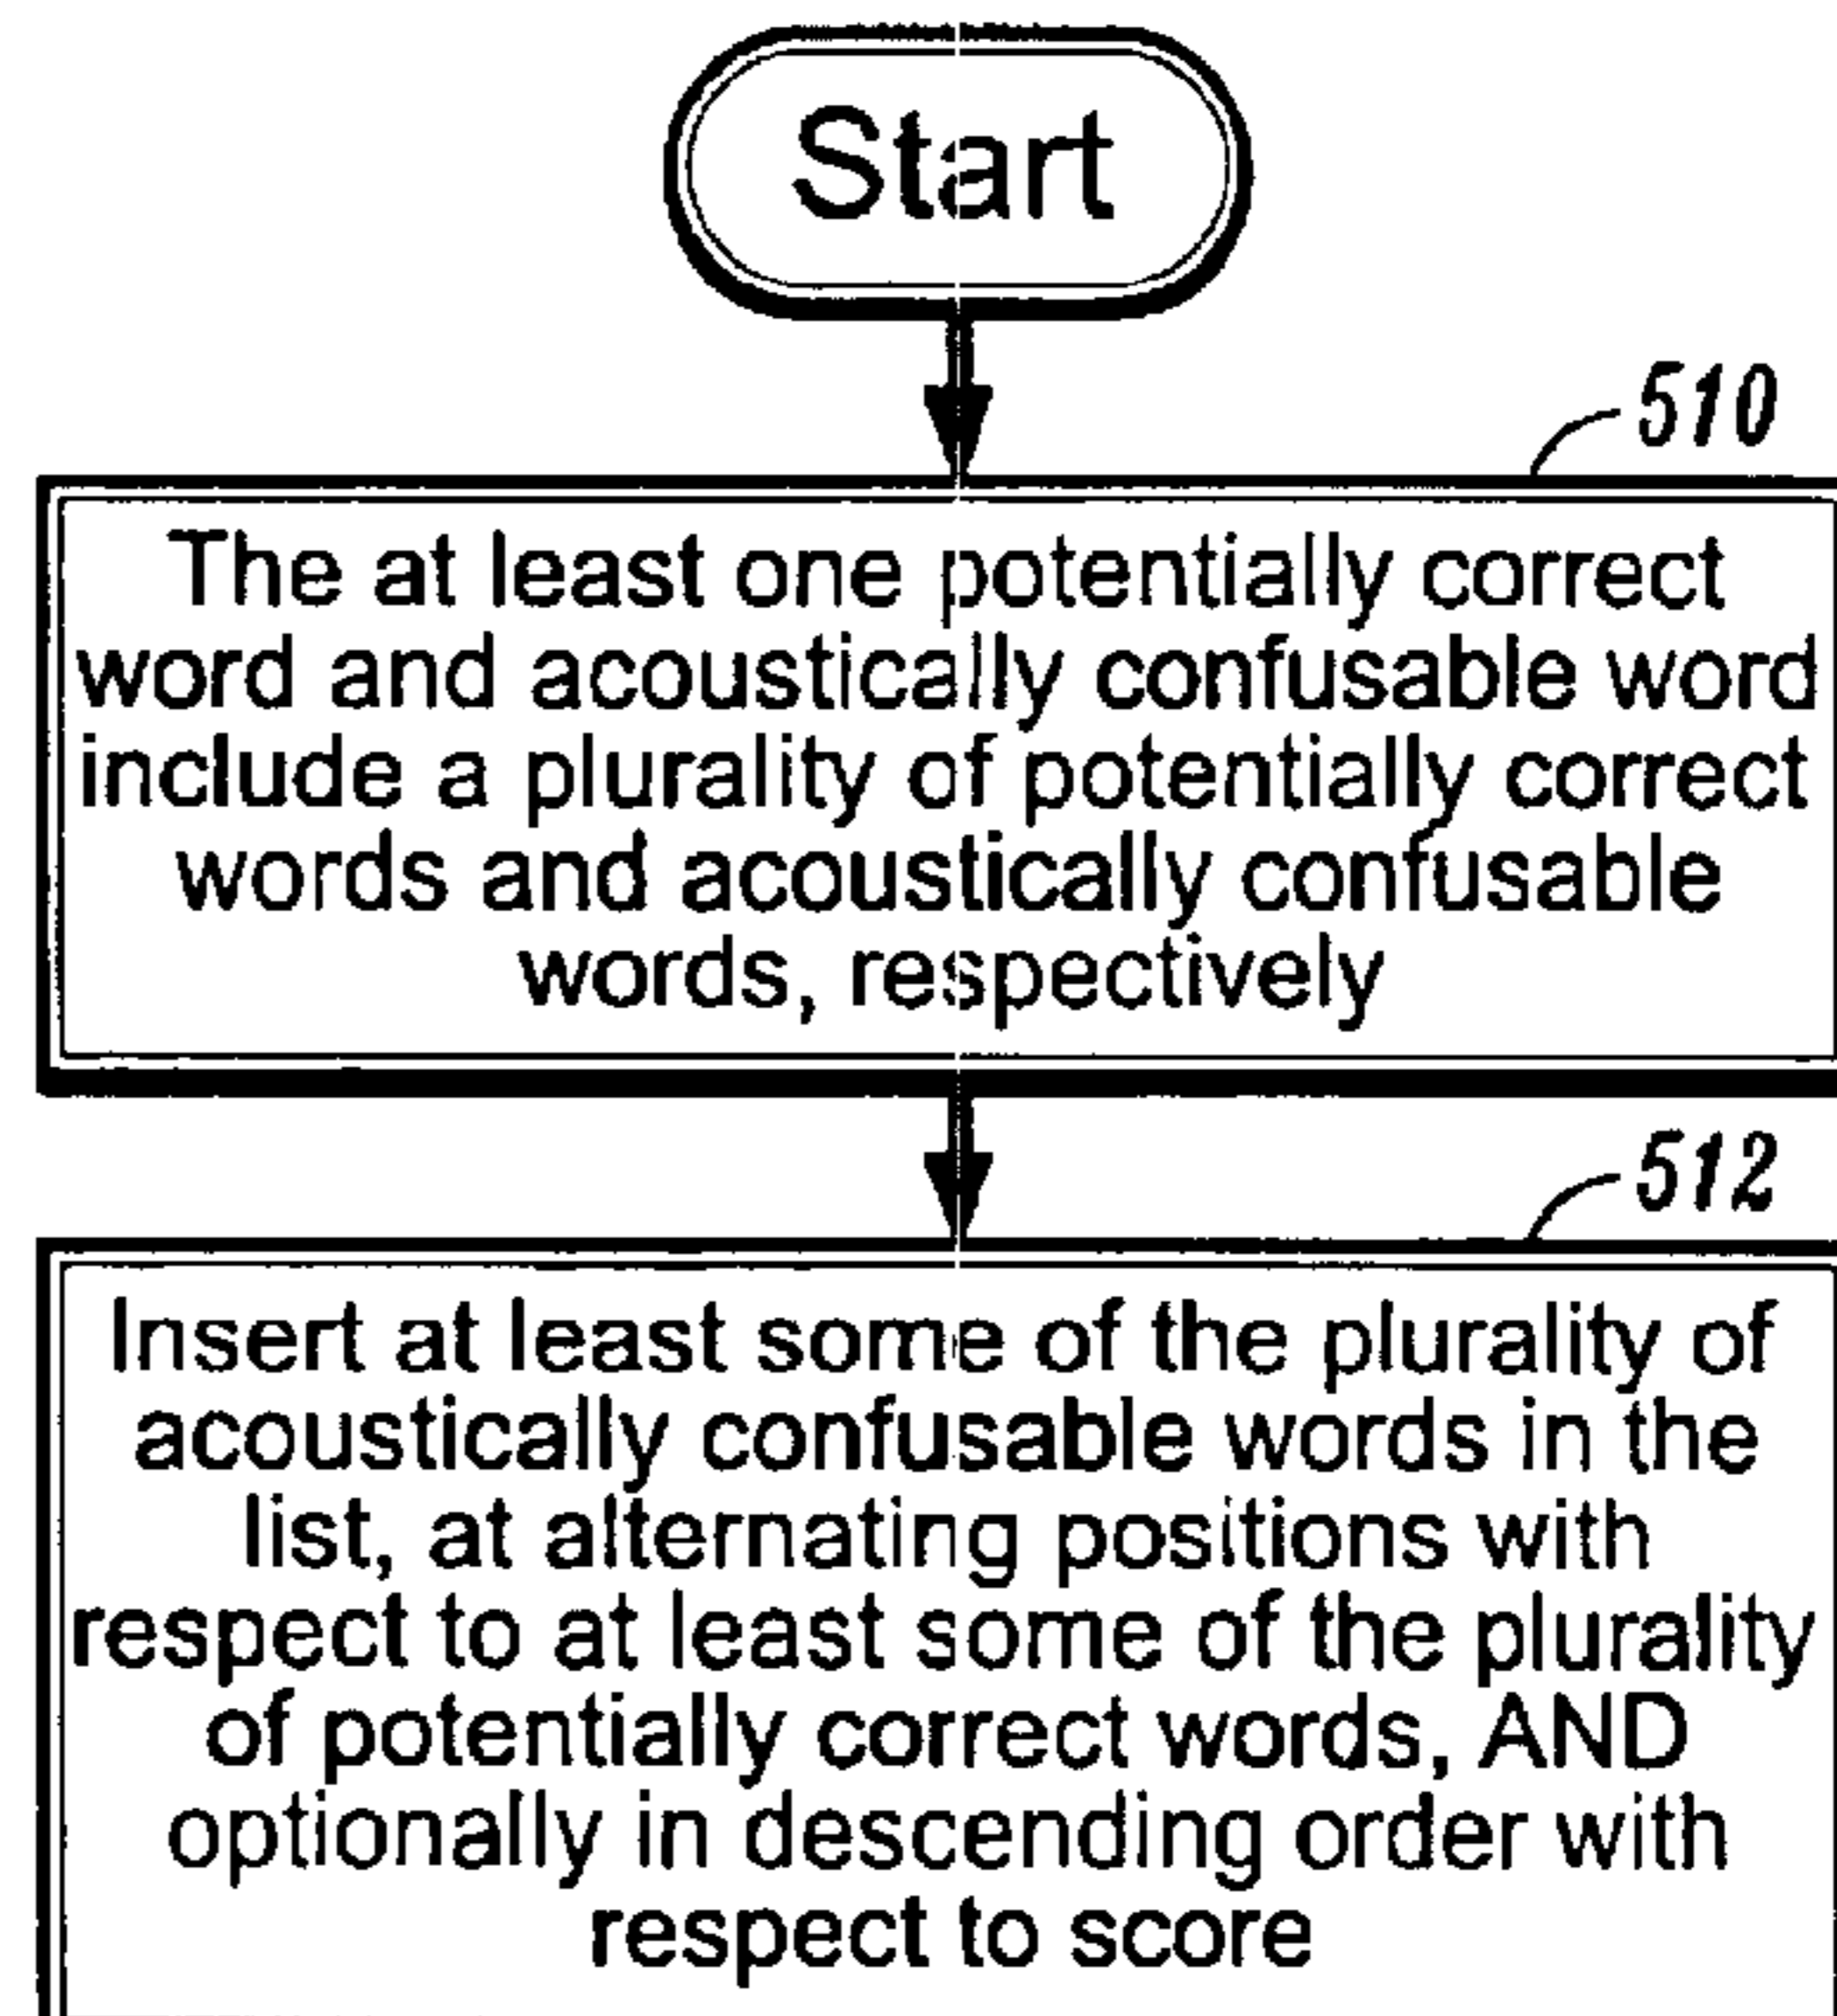 Start
510
The at least one potentially correct
word and acoustically confusable word
include a plurality of potentially correct
words and acoustically confusable
words, respectively
512
Insert at least some of the plurality of
acoustically confusable words in the
list, at alternating positions with
respect to at least some of the plurality
of potentially correct words, AND
optionally in descending order with
respect to score